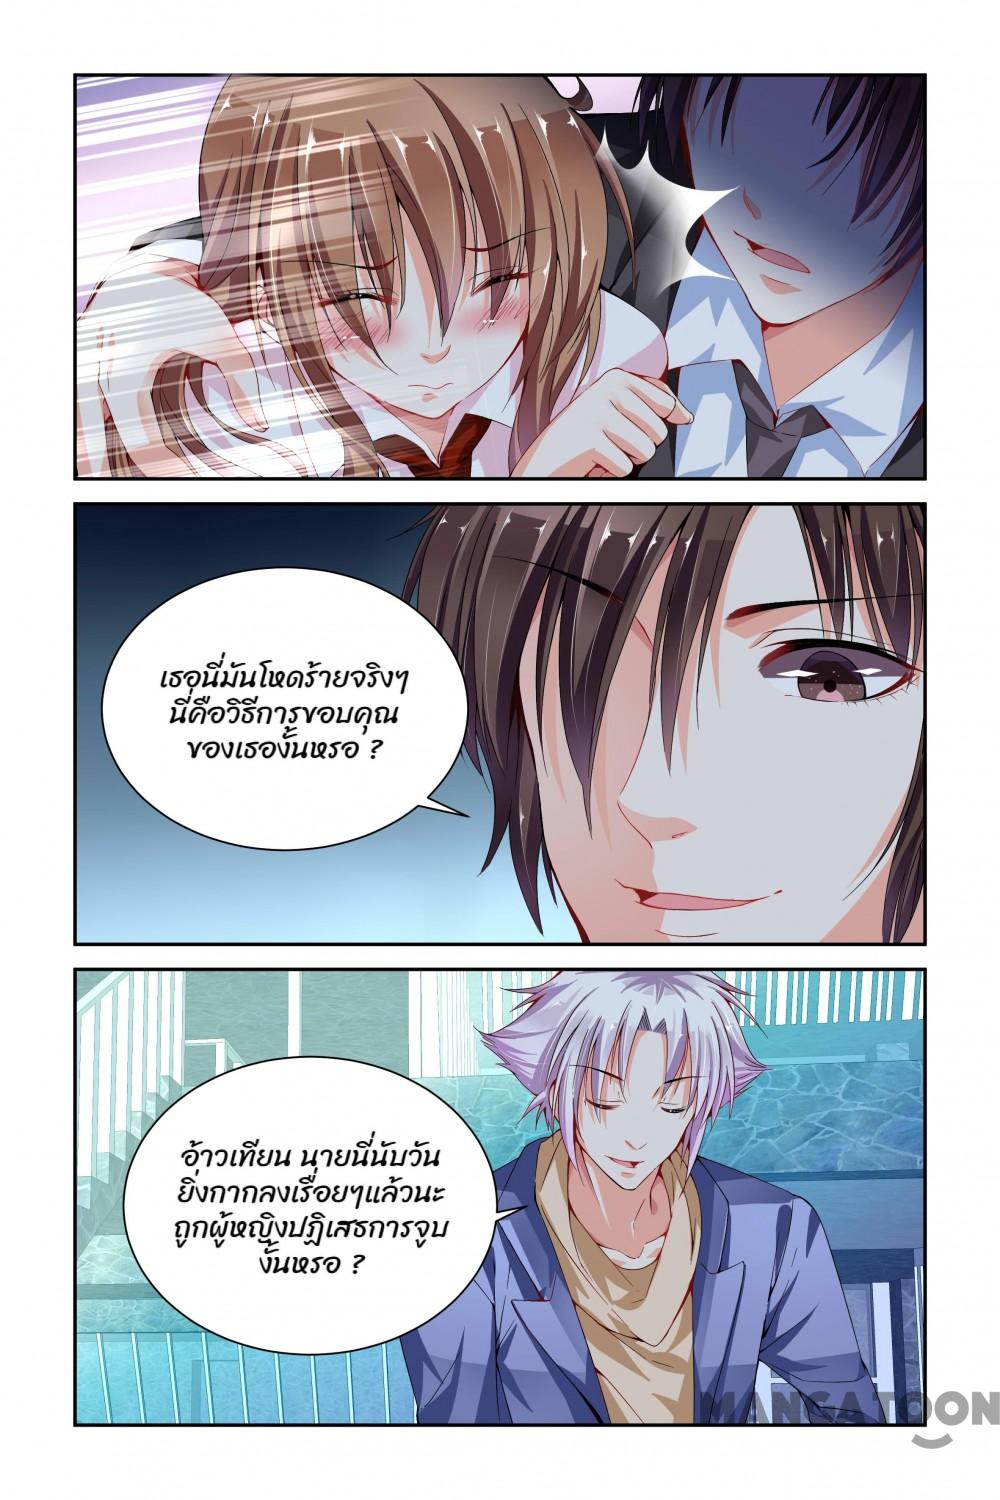 เธอนี่มันโหดร้ายจริงๆ
นี่คือวิธีการขอบคุณ
ของเธองั้นหรอ ?
อ้าวเทียน นายนี่นับวัน
ยิ่งกากลงเรื่อยๆแล้วนะ
ถูกผู้หญิงปฏิเสธการจูบ
งั้นหรอ ?
MANGATOON